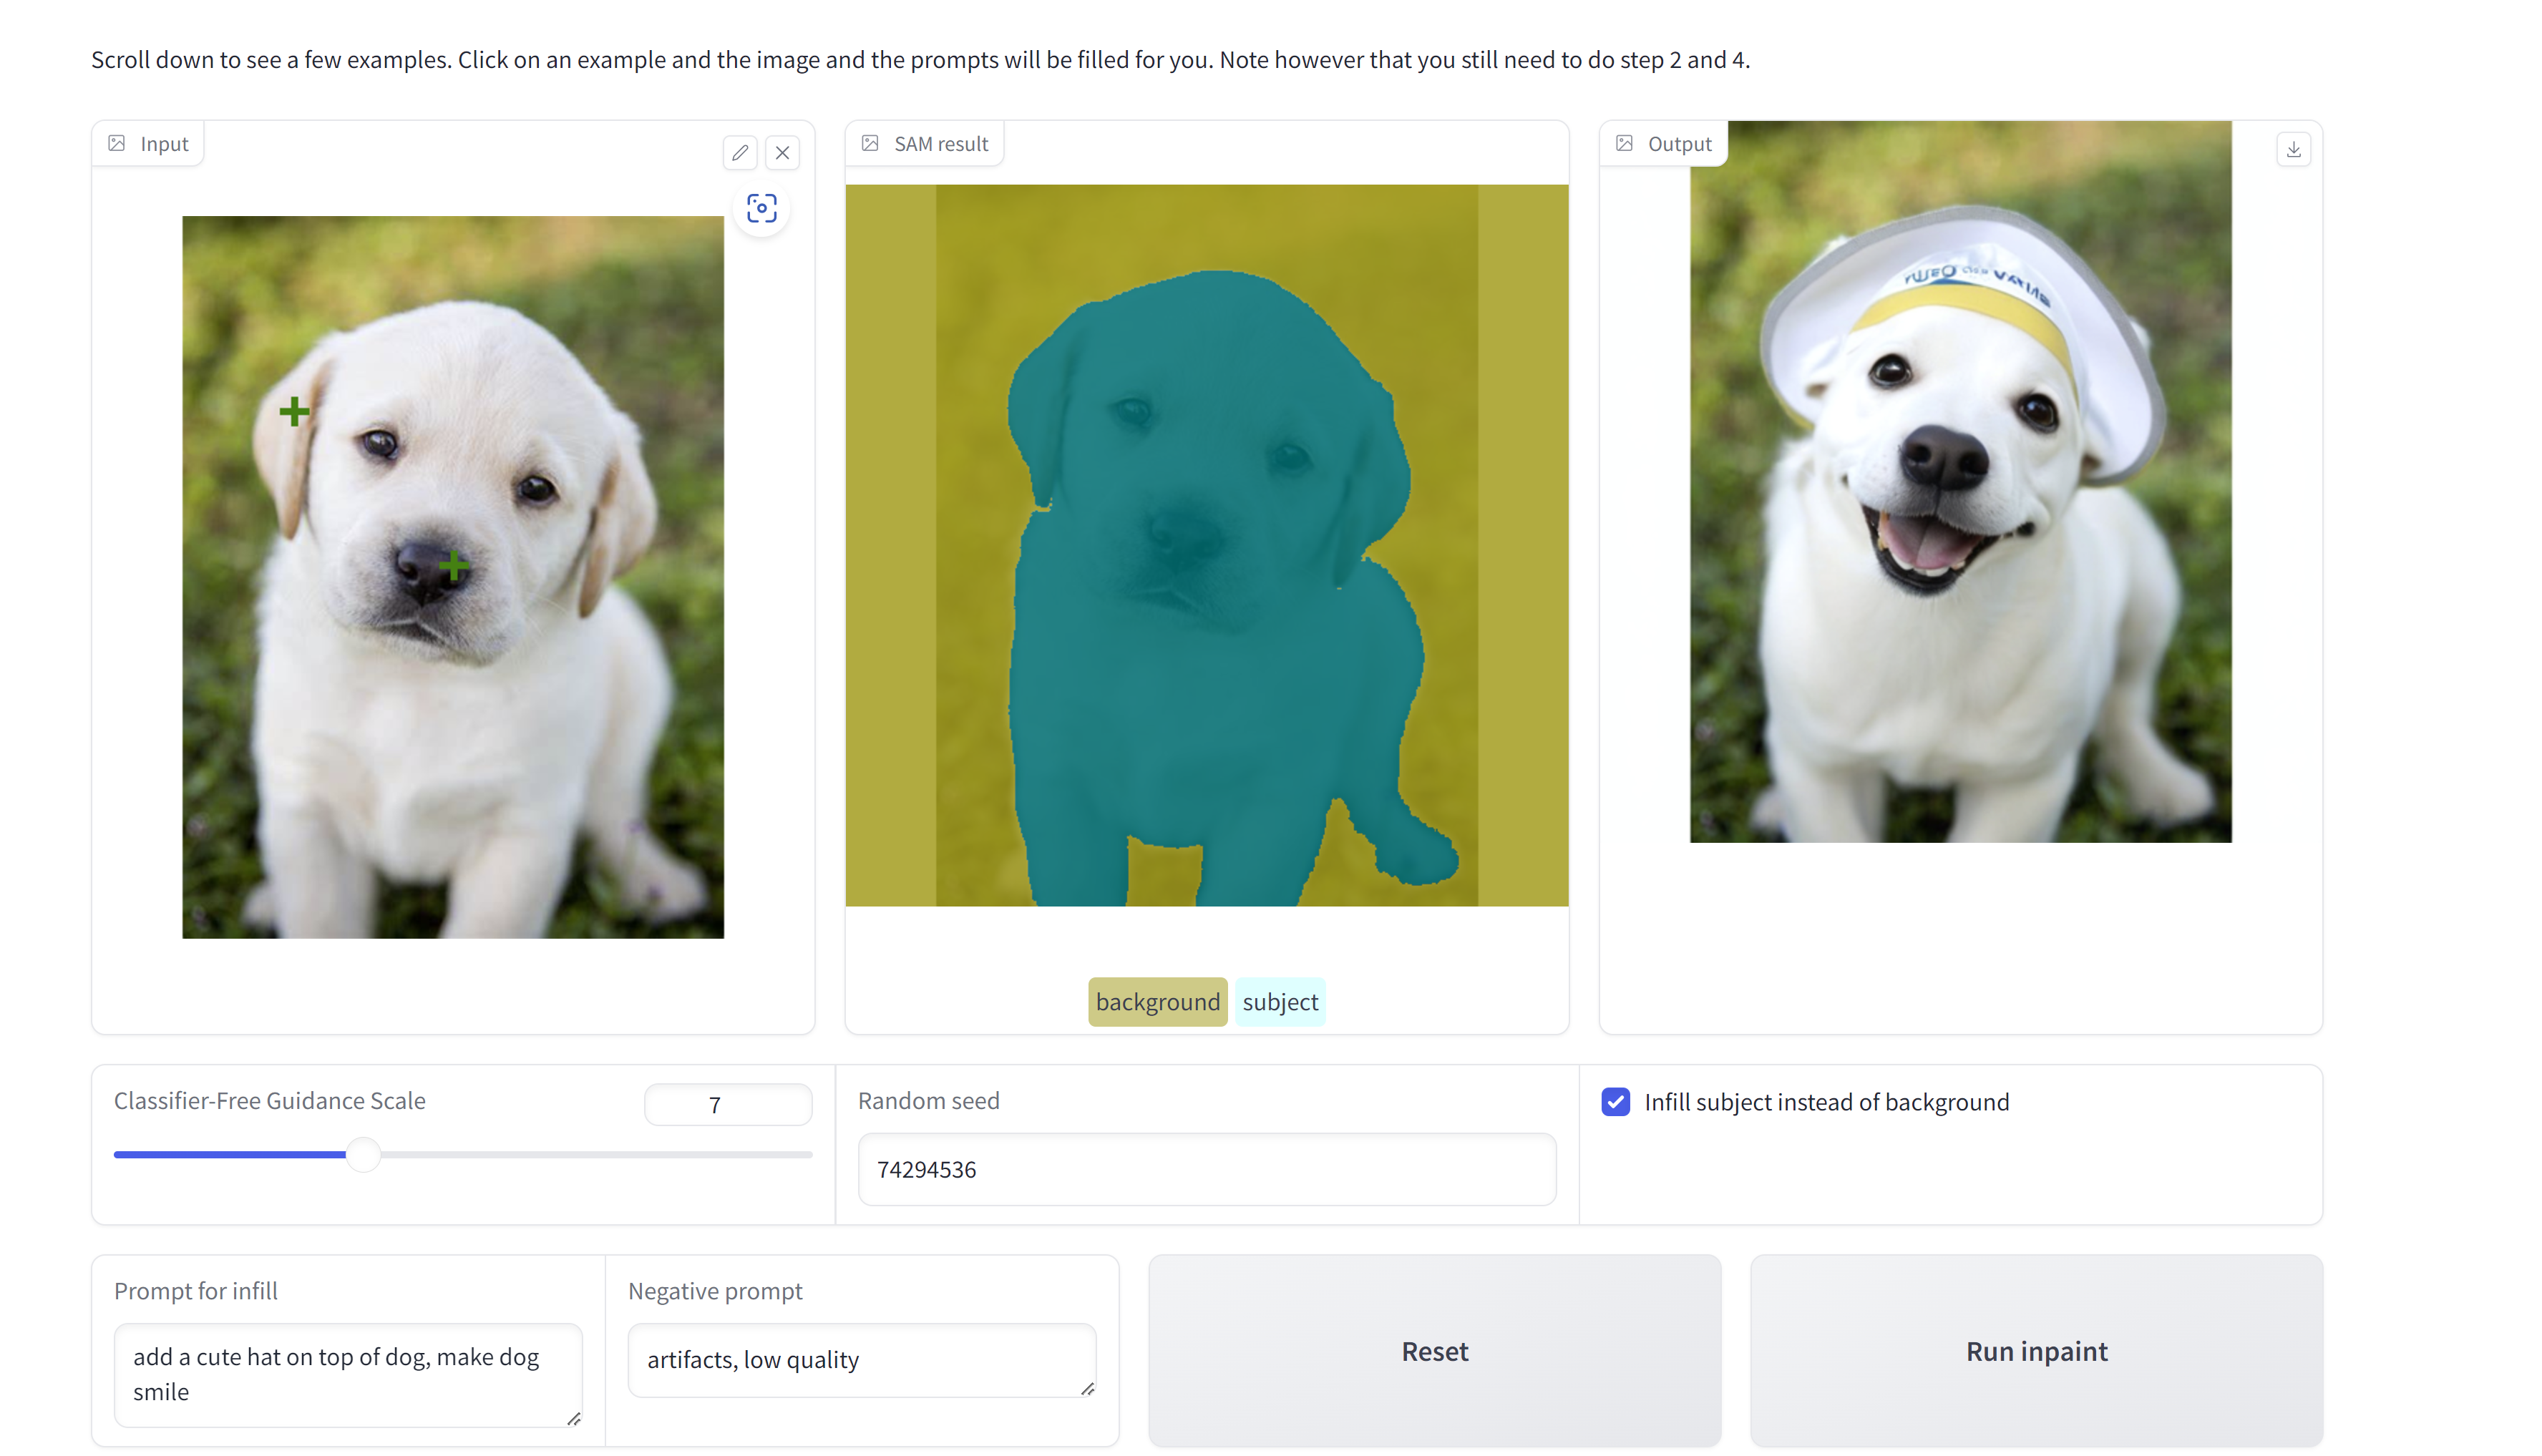 Scroll down to see a few examples. Click on an example and the image and the prompts will be filled for you. Note however that you still need to do step 2 and 4.
Input
SAM result
Output
background subject
Classifier-Free Guidance Scale
7
Random seed
74294536
Infill subject instead of background
Prompt for infill
add a cute hat on top of dog, make dog
smile
Negative prompt
artifacts, low quality
Reset
Run inpaint